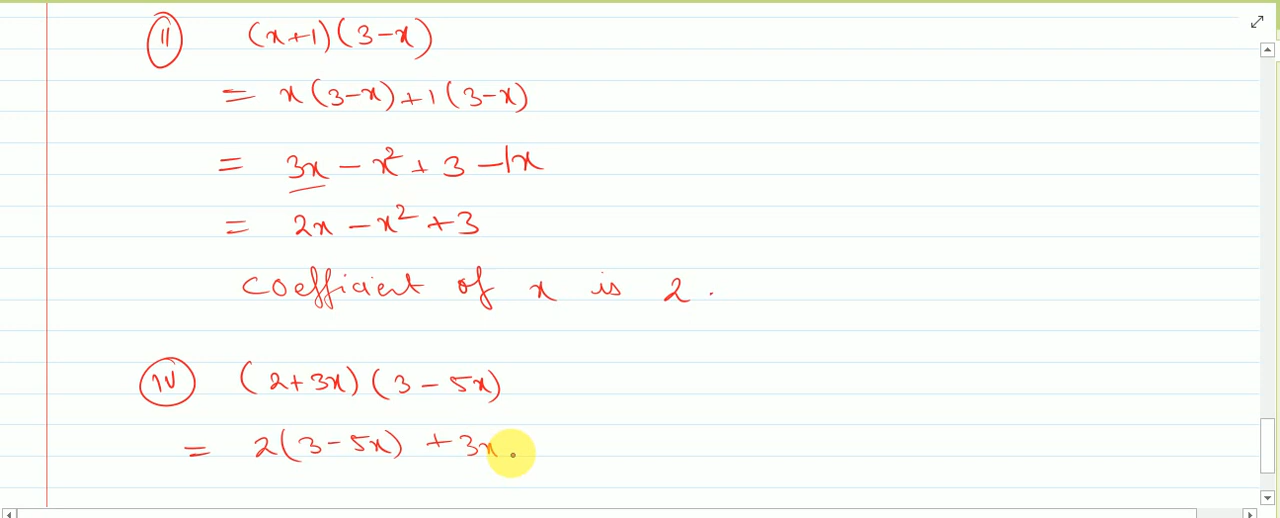 (ii) (x+1)(3-x)
= x(3-x)+1(3-x)
= 3x - x² + 3 - 1x
= 2x - x² + 3
coefficient of x is 2.
(iv) (2+3x)(3-5x)
= 2(3-5x) + 3x